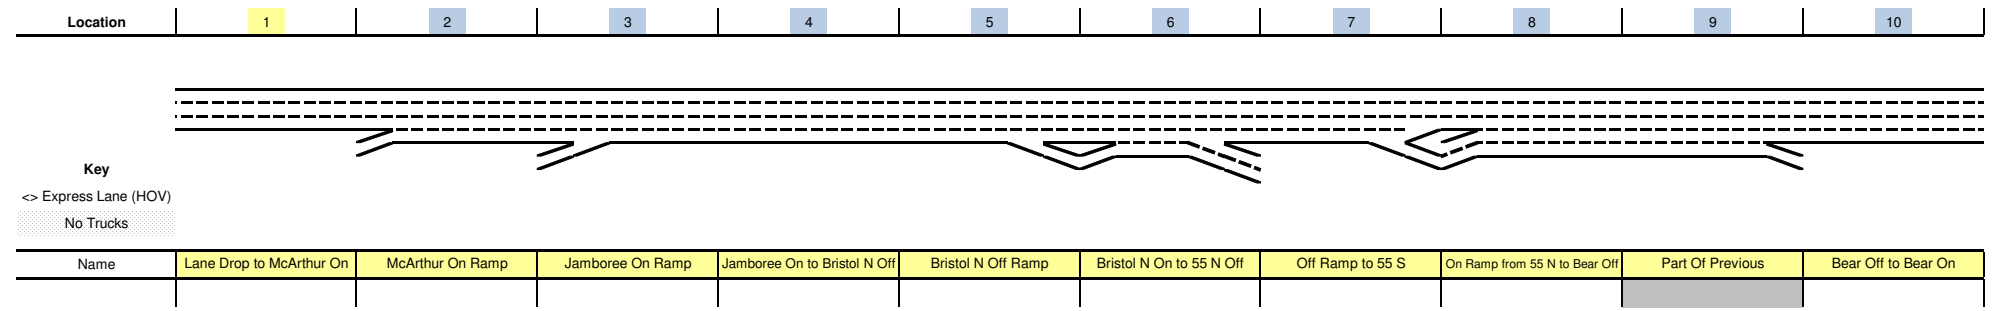 Location 1 2 3 4 5 6 7 8 9 10
Key
<> Express Lane (HOV)
No Trucks
Name Lane Drop to McArthur On McArthur On Ramp Jamboree On Ramp Jamboree On to Bristol N Off Bristol N Off Ramp Bristol N On to 55 N Off Off Ramp to 55 S On Ramp from 55 N to Bear Off Part Of Previous Bear Off to Bear On